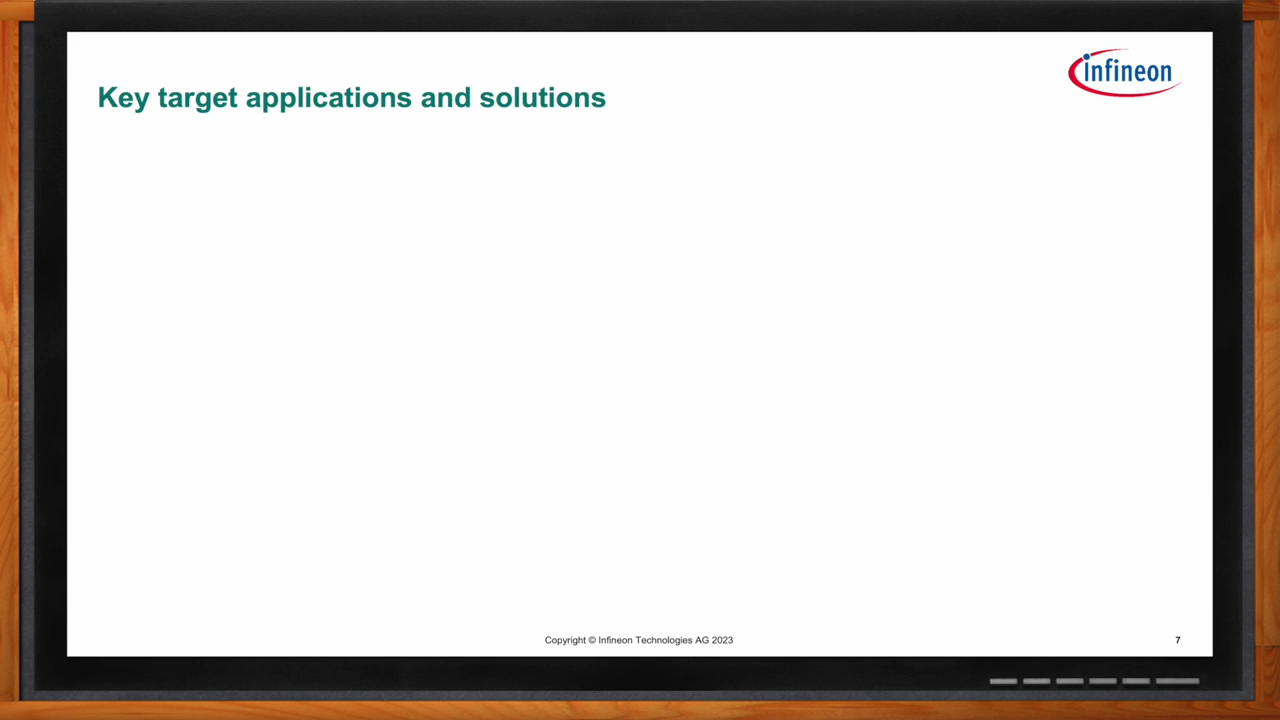 infineon
Key target applications and solutions
Copyright © Infineon Technologies AG 2023
7